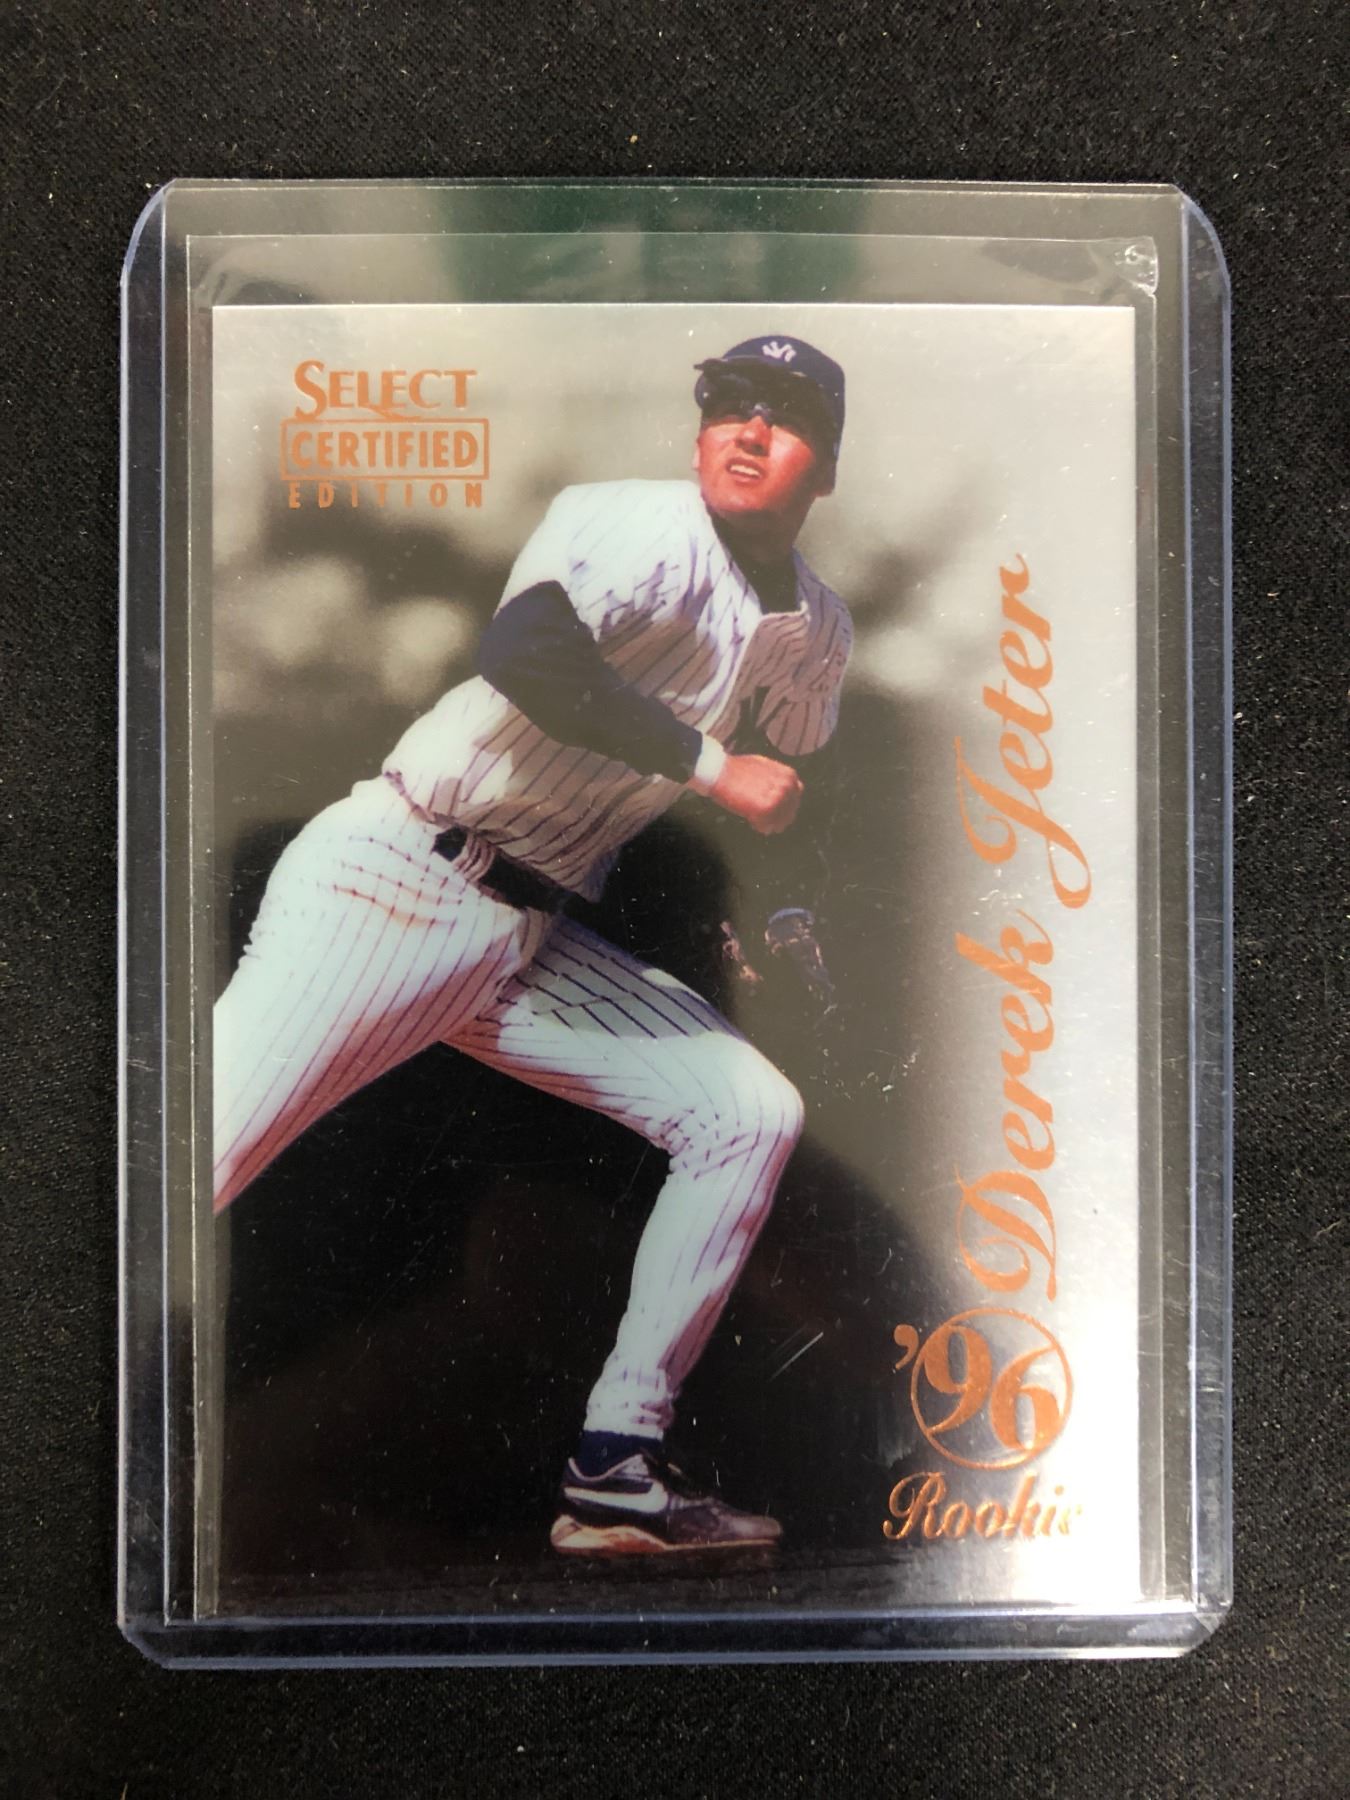 SELECT
CERTIFIED
EDITION
Derek Jeter
'96
Rookie